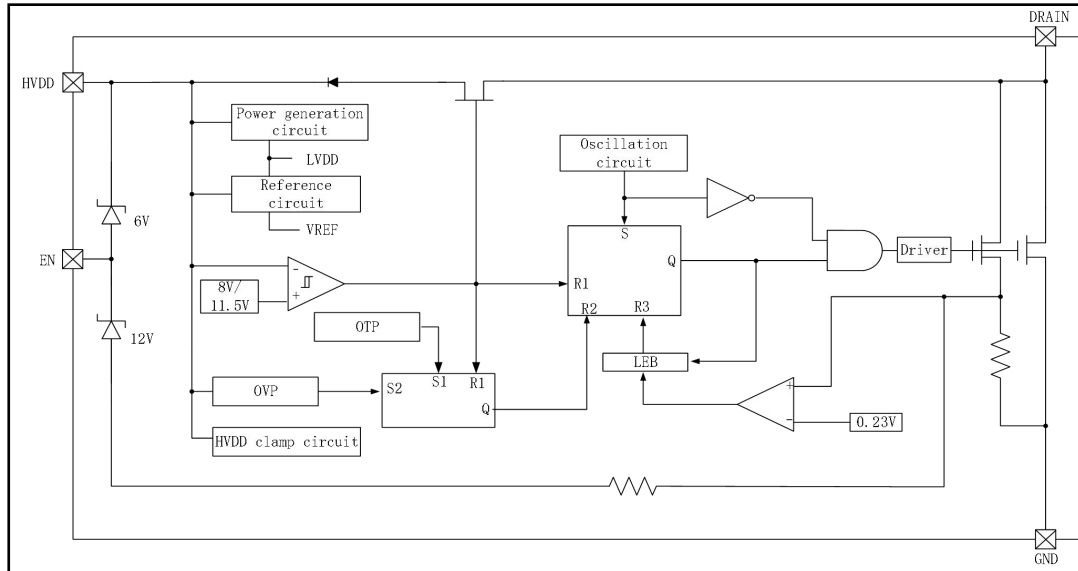 DRAIN
HVDD
Power generation
circuit
LVDD
Oscillation
circuit
Reference
circuit
VREF
6V
EN
S
Q
Driver
8V/
11.5V
-
+
R1
R2
R3
12V
OTP
LEB
S1
R1
OVP
S2
Q
+
-
0.23V
HVDD clamp circuit
GND